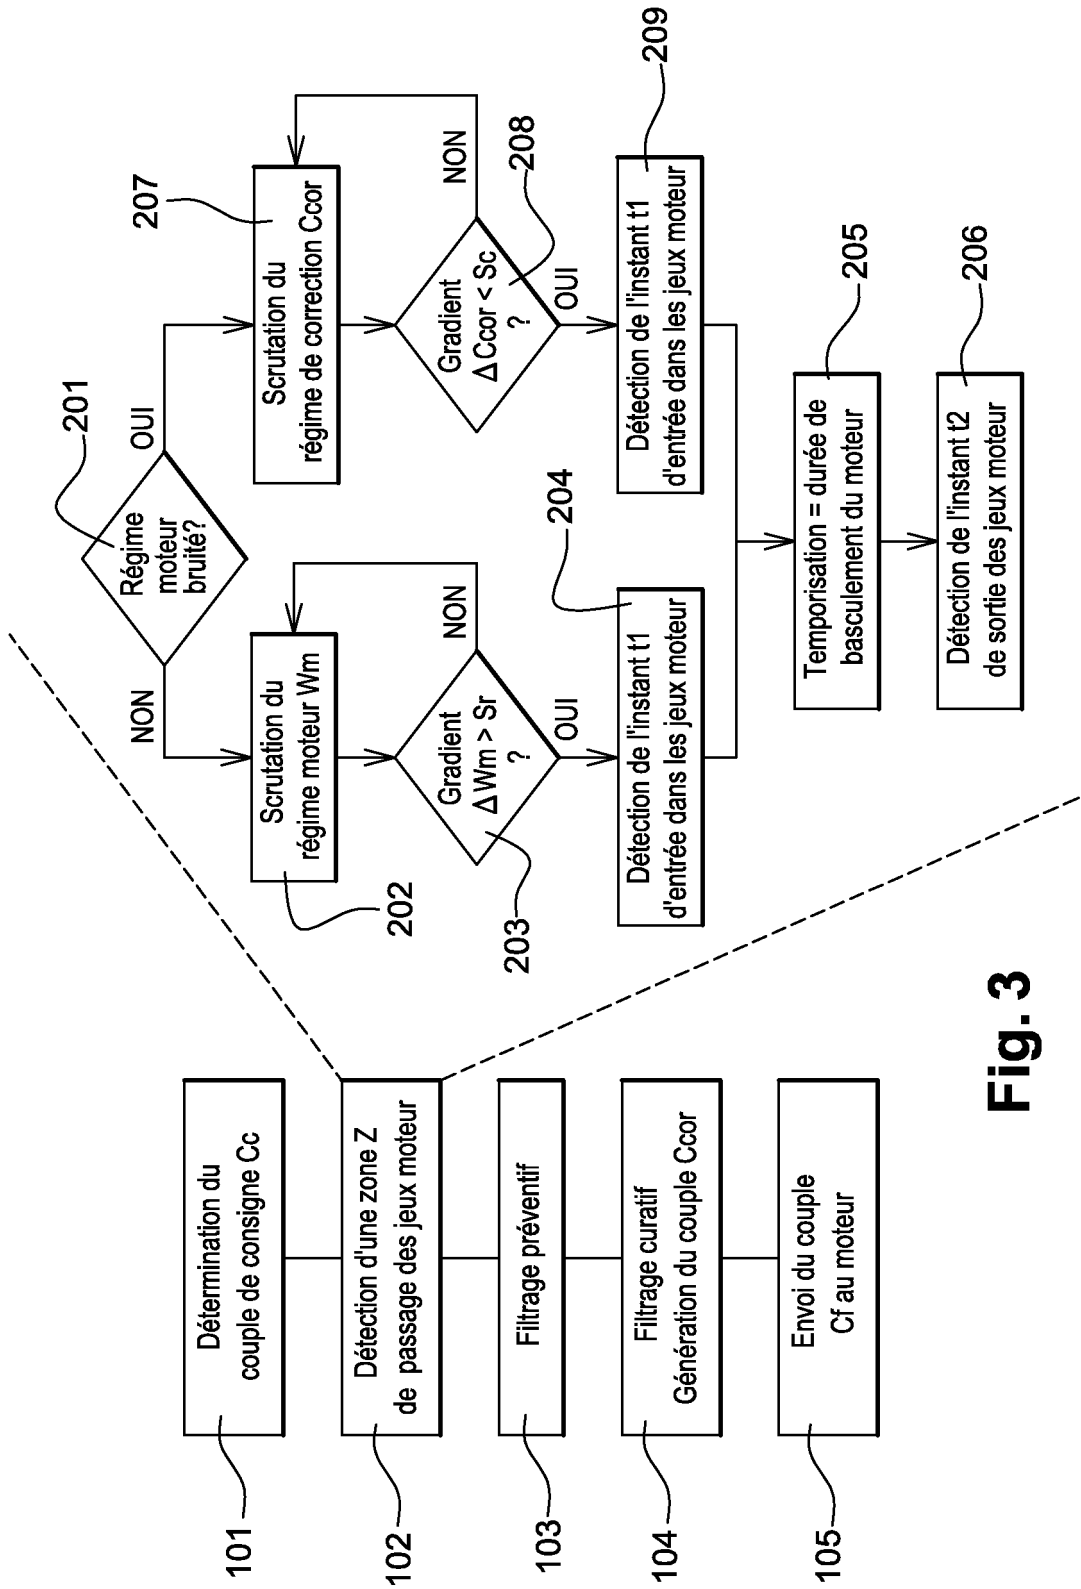 101
Détermination du
couple de consigne Cc
102
Détection d'une zone Z
de passage des jeux moteur
103
Filtrage préventif
104
Filtrage curatif
Génération du couple Ccor
105
Envoi du couple
Cf au moteur
201
Régime
moteur
bruité?
NON
OUI
202
Scrutation du
régime moteur Wm
203
Gradient
Δ Wm > Sr
?
NON
OUI
204
Détection de l'instant t1
d'entrée dans les jeux moteur
207
Scrutation du
régime de correction Ccor
208
Gradient
Δ Ccor < Sc
?
NON
OUI
209
Détection de l'instant t1
d'entrée dans les jeux moteur
205
Temporisation = durée de
basculement du moteur
206
Détection de l'instant t2
de sortie des jeux moteur
Fig. 3